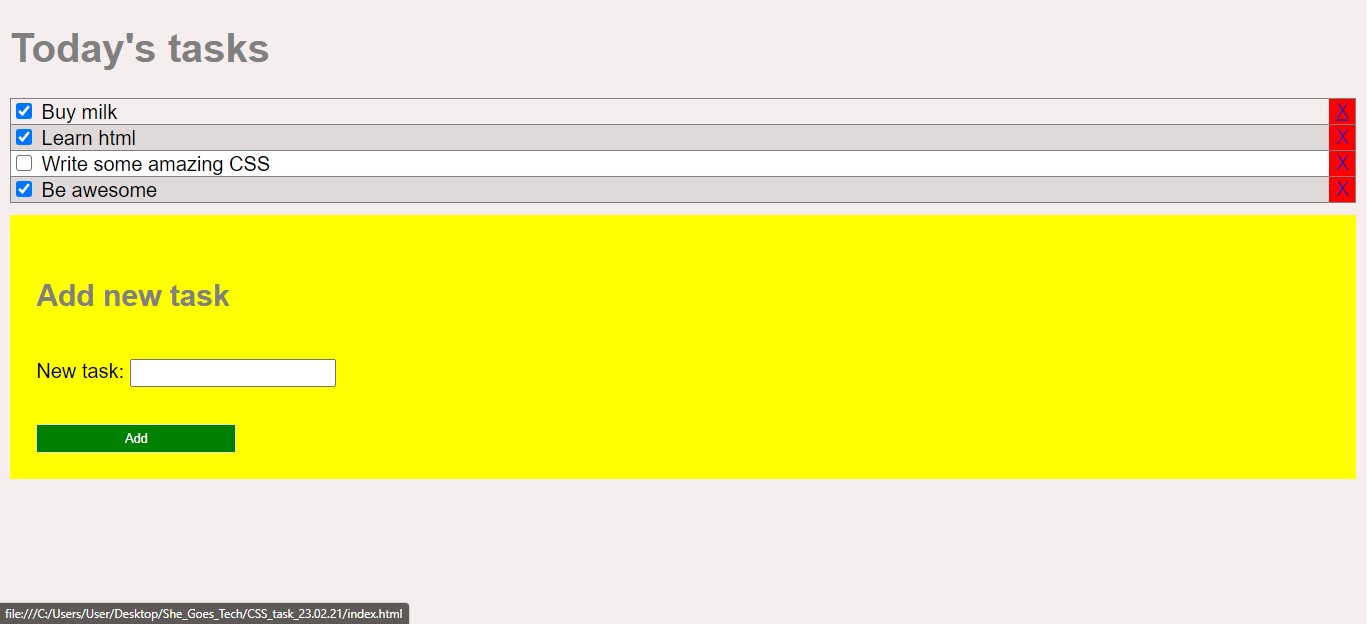 Today's tasks
Buy milk X
Learn html X
Write some amazing CSS X
Be awesome X
Add new task
New task:
Add
file:///C:/Users/User/Desktop/She_Goes_Tech/CSS_task_23.02.21/index.html